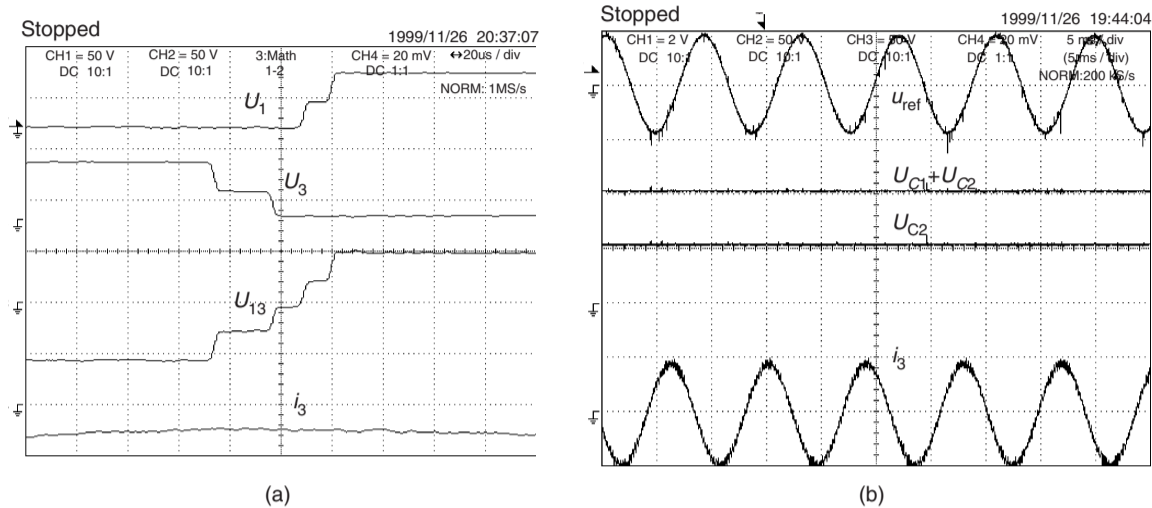 Stopped
1999/11/26 20:37:07
CH1 = 50 V CH2 = 50 V 3:Math CH4 = 20 mV ↔20us / div
DC 10:1 DC 10:1 1-2 DC 1:1
NORM: 1MS/s
U1
U3
U13
i3
(a)
Stopped
1999/11/26 19:44:04
CH1 = 2 V CH2 = 50 V CH3 = 50 V CH4 = 20 mV 5 ms / div
DC 10:1 DC 10:1 DC 10:1 DC 1:1 (5ms / div)
NORM:200 kS/s
uref
UC1+UC2
UC2
i3
(b)